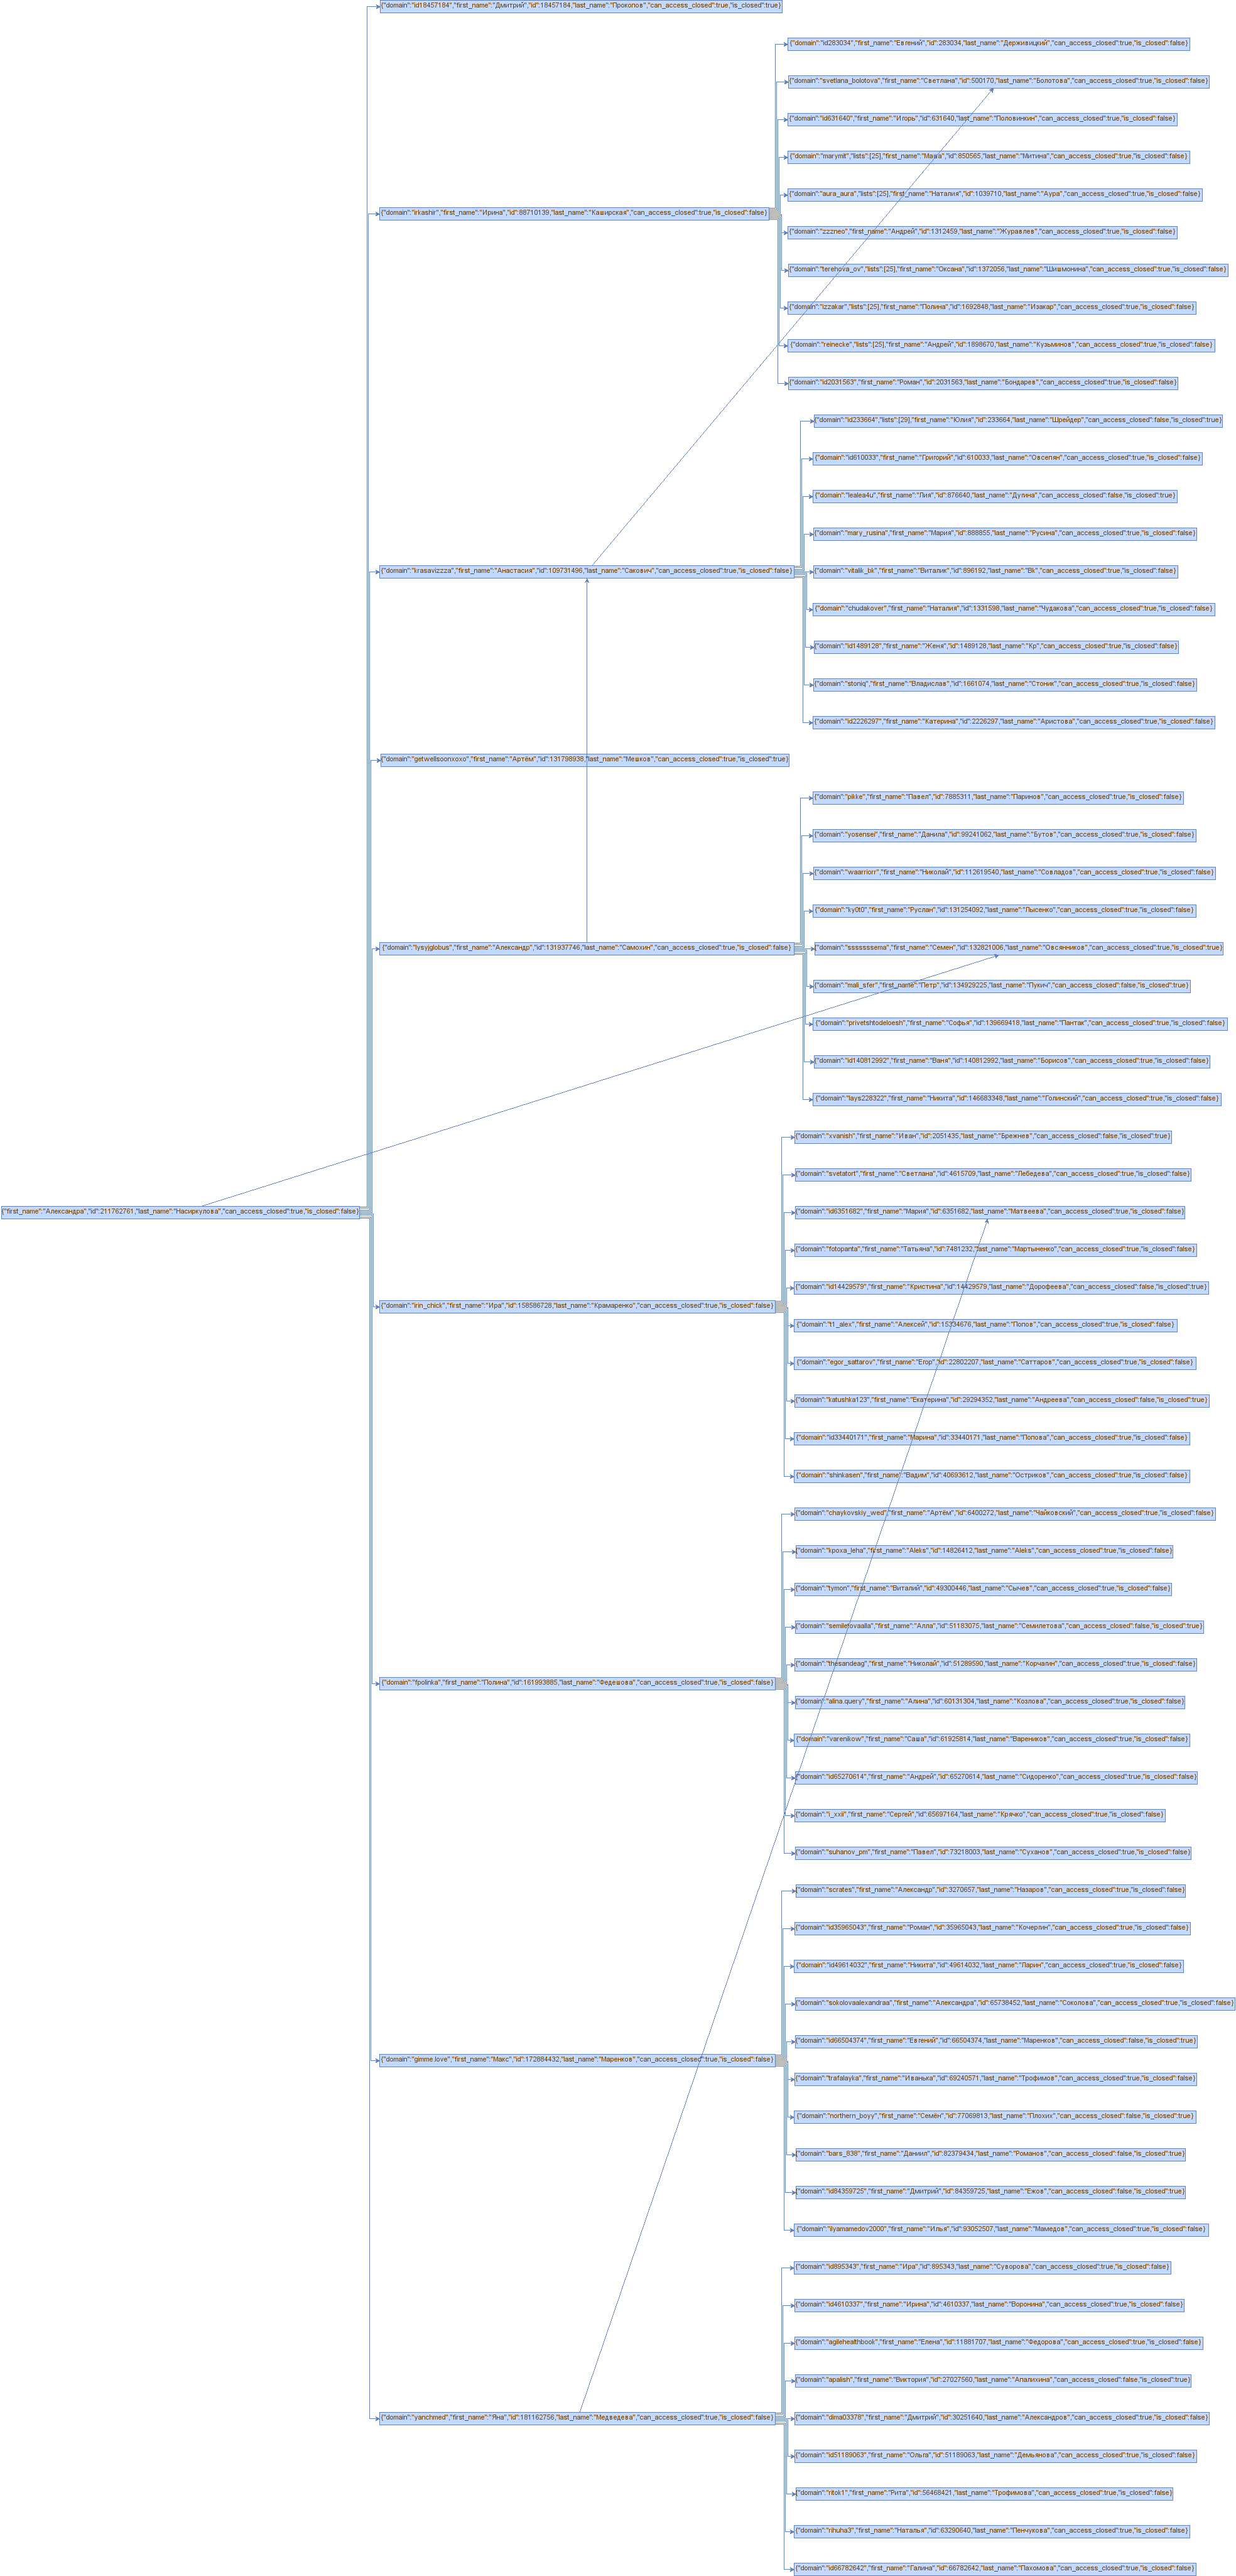 {"domain":"id18457184","first_name":"Дмитрий","id":18457184,"last_name":"Прокопов","can_access_closed":true,"is_closed":true}
{"domain":"id283034","first_name":"Евгений","id":283034,"last_name":"Держивицкий","can_access_closed":true,"is_closed":false}
{"domain":"svetlana_bolotova","first_name":"Светлана","id":500170,"last_name":"Болотова","can_access_closed":true,"is_closed":false}
{"domain":"id631640","first_name":"Игорь","id":631640,"last_name":"Половинкин","can_access_closed":true,"is_closed":false}
{"domain":"marymit","lists":[25],"first_name":"Маша","id":850565,"last_name":"Митина","can_access_closed":true,"is_closed":false}
{"domain":"aura_aura","lists":[25],"first_name":"Наталия","id":1039710,"last_name":"Аура","can_access_closed":true,"is_closed":false}
{"domain":"irkashir","first_name":"Ирина","id":88710139,"last_name":"Каширская","can_access_closed":true,"is_closed":false}
{"domain":"zzzneo","first_name":"Андрей","id":1312459,"last_name":"Журавлев","can_access_closed":true,"is_closed":false}
{"domain":"terehova_ov","lists":[25],"first_name":"Оксана","id":1372056,"last_name":"Шишмонина","can_access_closed":true,"is_closed":false}
{"domain":"izzakar","lists":[25],"first_name":"Полина","id":1692848,"last_name":"Изакар","can_access_closed":true,"is_closed":false}
{"domain":"reinecke","lists":[25],"first_name":"Андрей","id":1898670,"last_name":"Кузьминов","can_access_closed":true,"is_closed":false}
{"domain":"id2031563","first_name":"Роман","id":2031563,"last_name":"Бондарев","can_access_closed":true,"is_closed":false}
{"domain":"id233664","lists":[29],"first_name":"Юлия","id":233664,"last_name":"Шрейдер","can_access_closed":false,"is_closed":true}
{"domain":"id610033","first_name":"Григорий","id":610033,"last_name":"Овсепян","can_access_closed":true,"is_closed":false}
{"domain":"lealea4u","first_name":"Лия","id":876640,"last_name":"Дугина","can_access_closed":false,"is_closed":true}
{"domain":"mary_rusina","first_name":"Мария","id":888855,"last_name":"Русина","can_access_closed":true,"is_closed":false}
{"domain":"krasavizzza","first_name":"Анастасия","id":109731496,"last_name":"Сакович","can_access_closed":true,"is_closed":false}
{"domain":"vitalik_bk","first_name":"Виталик","id":896192,"last_name":"Bk","can_access_closed":true,"is_closed":false}
{"domain":"chudakover","first_name":"Наталия","id":1331598,"last_name":"Чудакова","can_access_closed":true,"is_closed":false}
{"domain":"id1489128","first_name":"Женя","id":1489128,"last_name":"Кр","can_access_closed":true,"is_closed":false}
{"domain":"stoniq","first_name":"Владислав","id":1661074,"last_name":"Стоник","can_access_closed":true,"is_closed":false}
{"domain":"id2226297","first_name":"Катерина","id":2226297,"last_name":"Аристова","can_access_closed":true,"is_closed":false}
{"domain":"getwellsoonxoxo","first_name":"Артём","id":131798938,"last_name":"Мешков","can_access_closed":true,"is_closed":true}
{"domain":"pikke","first_name":"Павел","id":7885311,"last_name":"Паринов","can_access_closed":true,"is_closed":false}
{"domain":"yosensei","first_name":"Данила","id":99241062,"last_name":"Бутов","can_access_closed":true,"is_closed":false}
{"domain":"waarriorr","first_name":"Николай","id":112619540,"last_name":"Совладов","can_access_closed":true,"is_closed":false}
{"domain":"ky0t0","first_name":"Руслан","id":131254092,"last_name":"Лысенко","can_access_closed":true,"is_closed":false}
{"domain":"lysyjglobus","first_name":"Александр","id":131937746,"last_name":"Самохин","can_access_closed":true,"is_closed":false}
{"domain":"sssssssema","first_name":"Семен","id":132821006,"last_name":"Овсянников","can_access_closed":true,"is_closed":true}
{"domain":"mali_sfer","first_name":"Петр","id":134929225,"last_name":"Пукич","can_access_closed":false,"is_closed":true}
{"domain":"privetshtodeloesh","first_name":"Софья","id":139669418,"last_name":"Пантак","can_access_closed":true,"is_closed":false}
{"domain":"id140812992","first_name":"Ваня","id":140812992,"last_name":"Борисов","can_access_closed":true,"is_closed":false}
{"domain":"lays228322","first_name":"Никита","id":146683348,"last_name":"Голинский","can_access_closed":true,"is_closed":false}
{"domain":"xvanish","first_name":"Иван","id":2051435,"last_name":"Брежнев","can_access_closed":false,"is_closed":true}
{"domain":"svetatort","first_name":"Светлана","id":4615709,"last_name":"Лебедева","can_access_closed":true,"is_closed":false}
{"first_name":"Александра","id":211762761,"last_name":"Насиркулова","can_access_closed":true,"is_closed":false}
{"domain":"id6351682","first_name":"Мария","id":6351682,"last_name":"Матвеева","can_access_closed":true,"is_closed":false}
{"domain":"fotopanta","first_name":"Татьяна","id":7481232,"last_name":"Мартыненко","can_access_closed":true,"is_closed":false}
{"domain":"id14429579","first_name":"Кристина","id":14429579,"last_name":"Дорофеева","can_access_closed":false,"is_closed":true}
{"domain":"irin_chick","first_name":"Ира","id":158586728,"last_name":"Крамаренко","can_access_closed":true,"is_closed":false}
{"domain":"t1_alex","first_name":"Алексей","id":15334676,"last_name":"Попов","can_access_closed":true,"is_closed":false}
{"domain":"egor_sattarov","first_name":"Егор","id":22802207,"last_name":"Саттаров","can_access_closed":true,"is_closed":false}
{"domain":"katushka123","first_name":"Екатерина","id":29294352,"last_name":"Андреева","can_access_closed":false,"is_closed":true}
{"domain":"id33440171","first_name":"Марина","id":33440171,"last_name":"Попова","can_access_closed":true,"is_closed":false}
{"domain":"shinkasen","first_name":"Вадим","id":40693612,"last_name":"Остриков","can_access_closed":true,"is_closed":false}
{"domain":"chaykovskiy_wed","first_name":"Артём","id":6400272,"last_name":"Чайковский","can_access_closed":true,"is_closed":false}
{"domain":"kpoxa_leha","first_name":"Aleks","id":14826412,"last_name":"Aleks","can_access_closed":true,"is_closed":false}
{"domain":"tymon","first_name":"Виталий","id":49300446,"last_name":"Сычев","can_access_closed":true,"is_closed":false}
{"domain":"semiletovaalla","first_name":"Алла","id":51183075,"last_name":"Семилетова","can_access_closed":false,"is_closed":true}
{"domain":"thesandeag","first_name":"Николай","id":51289590,"last_name":"Корчагин","can_access_closed":true,"is_closed":false}
{"domain":"fpolinka","first_name":"Полина","id":161993885,"last_name":"Федешова","can_access_closed":true,"is_closed":false}
{"domain":"alina.query","first_name":"Алина","id":60131304,"last_name":"Козлова","can_access_closed":true,"is_closed":false}
{"domain":"varenikow","first_name":"Саша","id":61925814,"last_name":"Вареников","can_access_closed":true,"is_closed":false}
{"domain":"id65270614","first_name":"Андрей","id":65270614,"last_name":"Сидоренко","can_access_closed":true,"is_closed":false}
{"domain":"i_xxii","first_name":"Сергей","id":65697164,"last_name":"Крячко","can_access_closed":true,"is_closed":false}
{"domain":"suhanov_pm","first_name":"Павел","id":73218003,"last_name":"Суханов","can_access_closed":true,"is_closed":false}
{"domain":"scrates","first_name":"Александр","id":3270657,"last_name":"Назаров","can_access_closed":true,"is_closed":false}
{"domain":"id35965043","first_name":"Роман","id":35965043,"last_name":"Кочергин","can_access_closed":true,"is_closed":false}
{"domain":"id49614032","first_name":"Никита","id":49614032,"last_name":"Ларин","can_access_closed":true,"is_closed":false}
{"domain":"sokolovaalexandraa","first_name":"Александра","id":65738452,"last_name":"Соколова","can_access_closed":true,"is_closed":false}
{"domain":"id66504374","first_name":"Евгений","id":66504374,"last_name":"Маренков","can_access_closed":false,"is_closed":true}
{"domain":"gimme.love","first_name":"Макс","id":172884432,"last_name":"Маренков","can_access_closed":true,"is_closed":false}
{"domain":"trafalayka","first_name":"Иванька","id":69240571,"last_name":"Трофимов","can_access_closed":true,"is_closed":false}
{"domain":"northern_boyy","first_name":"Семён","id":77069813,"last_name":"Плохих","can_access_closed":false,"is_closed":true}
{"domain":"bars_838","first_name":"Даниил","id":82379434,"last_name":"Романов","can_access_closed":false,"is_closed":true}
{"domain":"id84359725","first_name":"Дмитрий","id":84359725,"last_name":"Ежов","can_access_closed":false,"is_closed":true}
{"domain":"ilyamamedov2000","first_name":"Илья","id":93052507,"last_name":"Мамедов","can_access_closed":true,"is_closed":false}
{"domain":"id895343","first_name":"Ира","id":895343,"last_name":"Суворова","can_access_closed":true,"is_closed":false}
{"domain":"id4610337","first_name":"Ирина","id":4610337,"last_name":"Воронина","can_access_closed":true,"is_closed":false}
{"domain":"agilehealthbook","first_name":"Елена","id":11881707,"last_name":"Федорова","can_access_closed":true,"is_closed":false}
{"domain":"apalish","first_name":"Виктория","id":27027560,"last_name":"Апалихина","can_access_closed":false,"is_closed":true}
{"domain":"yanchmed","first_name":"Яна","id":181162756,"last_name":"Медведева","can_access_closed":true,"is_closed":false}
{"domain":"dima03378","first_name":"Дмитрий","id":30251640,"last_name":"Александров","can_access_closed":true,"is_closed":false}
{"domain":"id51189063","first_name":"Ольга","id":51189063,"last_name":"Демьянова","can_access_closed":true,"is_closed":false}
{"domain":"ritok1","first_name":"Рита","id":56468421,"last_name":"Трофимова","can_access_closed":true,"is_closed":false}
{"domain":"rihuha3","first_name":"Наталья","id":63290640,"last_name":"Пенчукова","can_access_closed":true,"is_closed":false}
{"domain":"id66782642","first_name":"Галина","id":66782642,"last_name":"Пахомова","can_access_closed":true,"is_closed":false}